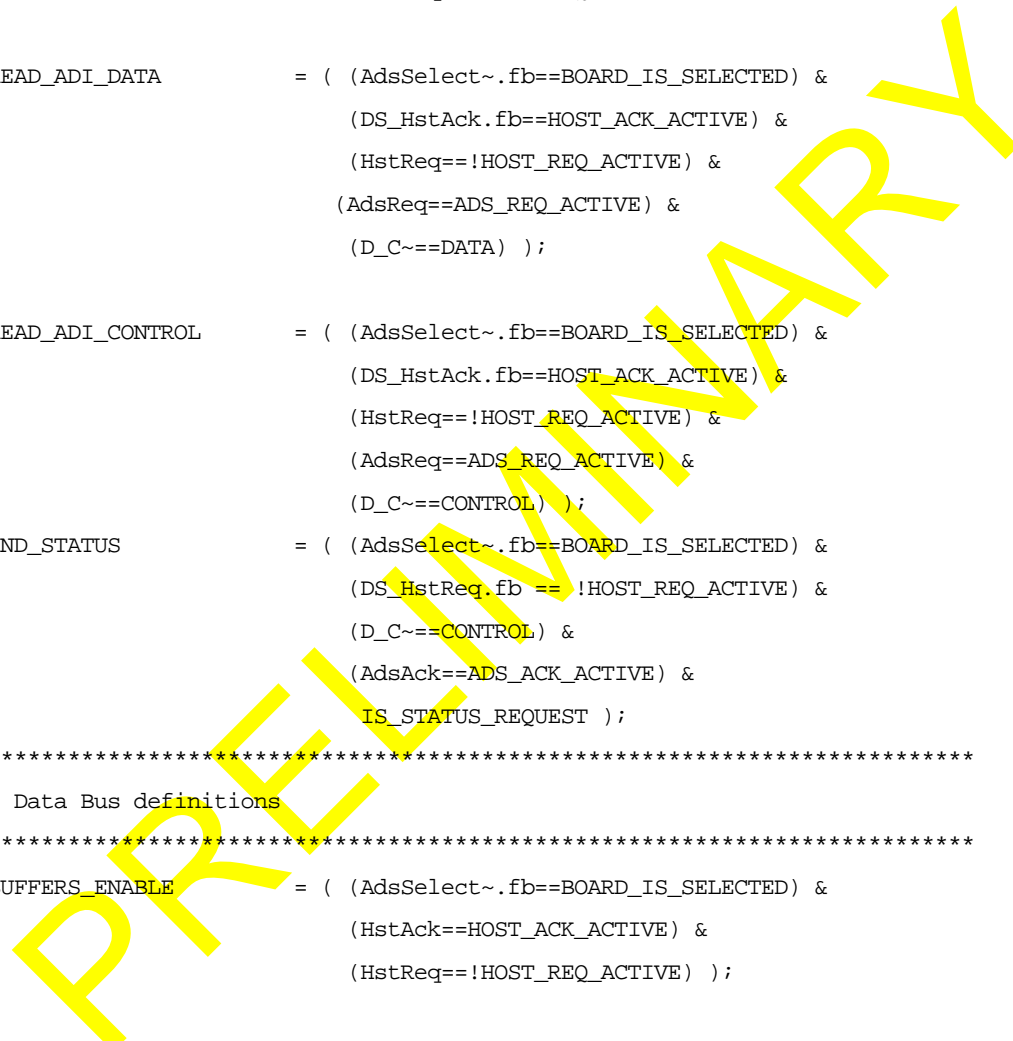 EAD_ADI_DATA = ( (AdsSelect~.fb==BOARD_IS_SELECTED) &
(DS_HstAck.fb==HOST_ACK_ACTIVE) &
(HstReq==!HOST_REQ_ACTIVE) &
(AdsReq==ADS_REQ_ACTIVE) &
(D_C~==DATA) );
EAD_ADI_CONTROL = ( (AdsSelect~.fb==BOARD_IS_SELECTED) &
(DS_HstAck.fb==HOST_ACK_ACTIVE) &
(HstReq==!HOST_REQ_ACTIVE) &
(AdsReq==ADS_REQ_ACTIVE) &
(D_C~==CONTROL) );
ND_STATUS = ( (AdsSelect~.fb==BOARD_IS_SELECTED) &
(DS_HstReq.fb == !HOST_REQ_ACTIVE) &
(D_C~==CONTROL) &
(AdsAck==ADS_ACK_ACTIVE) &
IS_STATUS_REQUEST );
*************************************************************************
Data Bus definitions
*************************************************************************
UFFERS_ENABLE = ( (AdsSelect~.fb==BOARD_IS_SELECTED) &
(HstAck==HOST_ACK_ACTIVE) &
(HstReq==!HOST_REQ_ACTIVE) );
PRELIMINARY